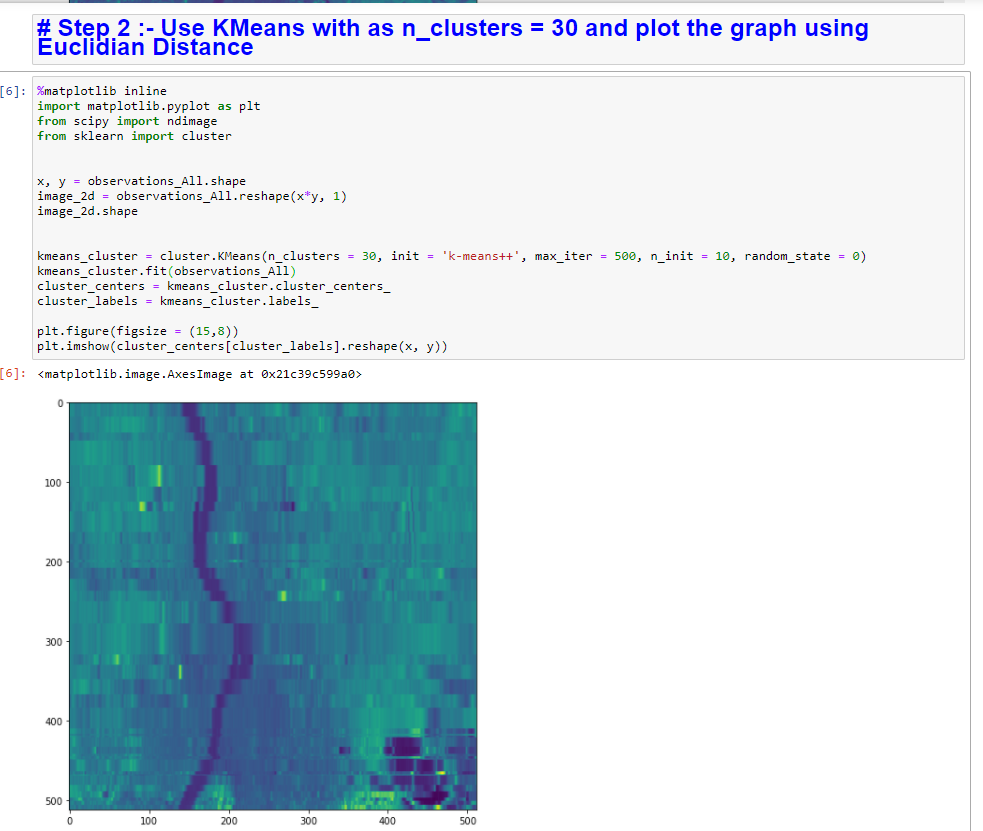 # Step 2 :- Use KMeans with as n_clusters = 30 and plot the graph using
Euclidian Distance
[6]: %matplotlib inline
import matplotlib.pyplot as plt
from scipy import ndimage
from sklearn import cluster
x, y = observations_All.shape
image_2d = observations_All.reshape(x*y, 1)
image_2d.shape
kmeans_cluster = cluster.KMeans(n_clusters = 30, init = 'k-means++', max_iter = 500, n_init = 10, random_state = 0)
kmeans_cluster.fit(observations_All)
cluster_centers = kmeans_cluster.cluster_centers_
cluster_labels = kmeans_cluster.labels_
plt.figure(figsize = (15,8))
plt.imshow(cluster_centers[cluster_labels].reshape(x, y))
[6]: <matplotlib.image.AxesImage at 0x21c39c599a0>
0
100
200
300
400
500
0 100 200 300 400 500